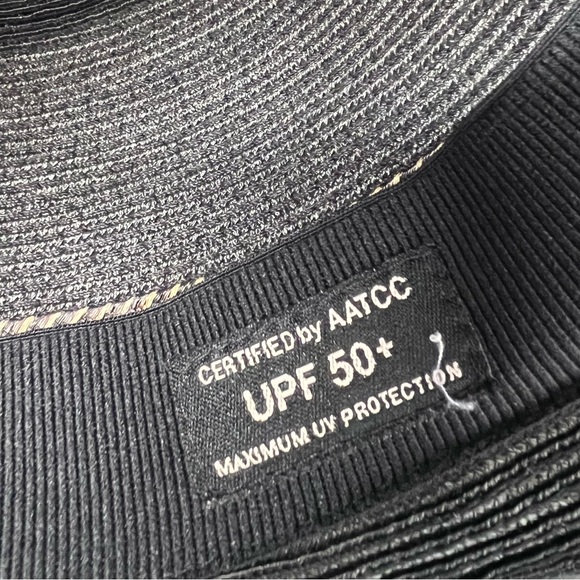 CERTIFIED by AATCC
UPF 50+
MAXIMUM UV PROTECTION